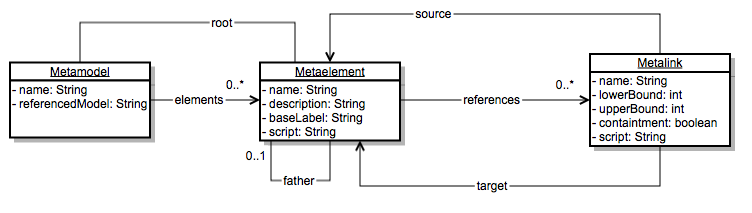 source
root
Metamodel
- name: String
- referencedModel: String
elements
0..*
Metaelement
- name: String
- description: String
- baseLabel: String
- script: String
0..1
father
references
0..*
Metalink
- name: String
- lowerBound: int
- upperBound: int
- containtment: boolean
- script: String
target